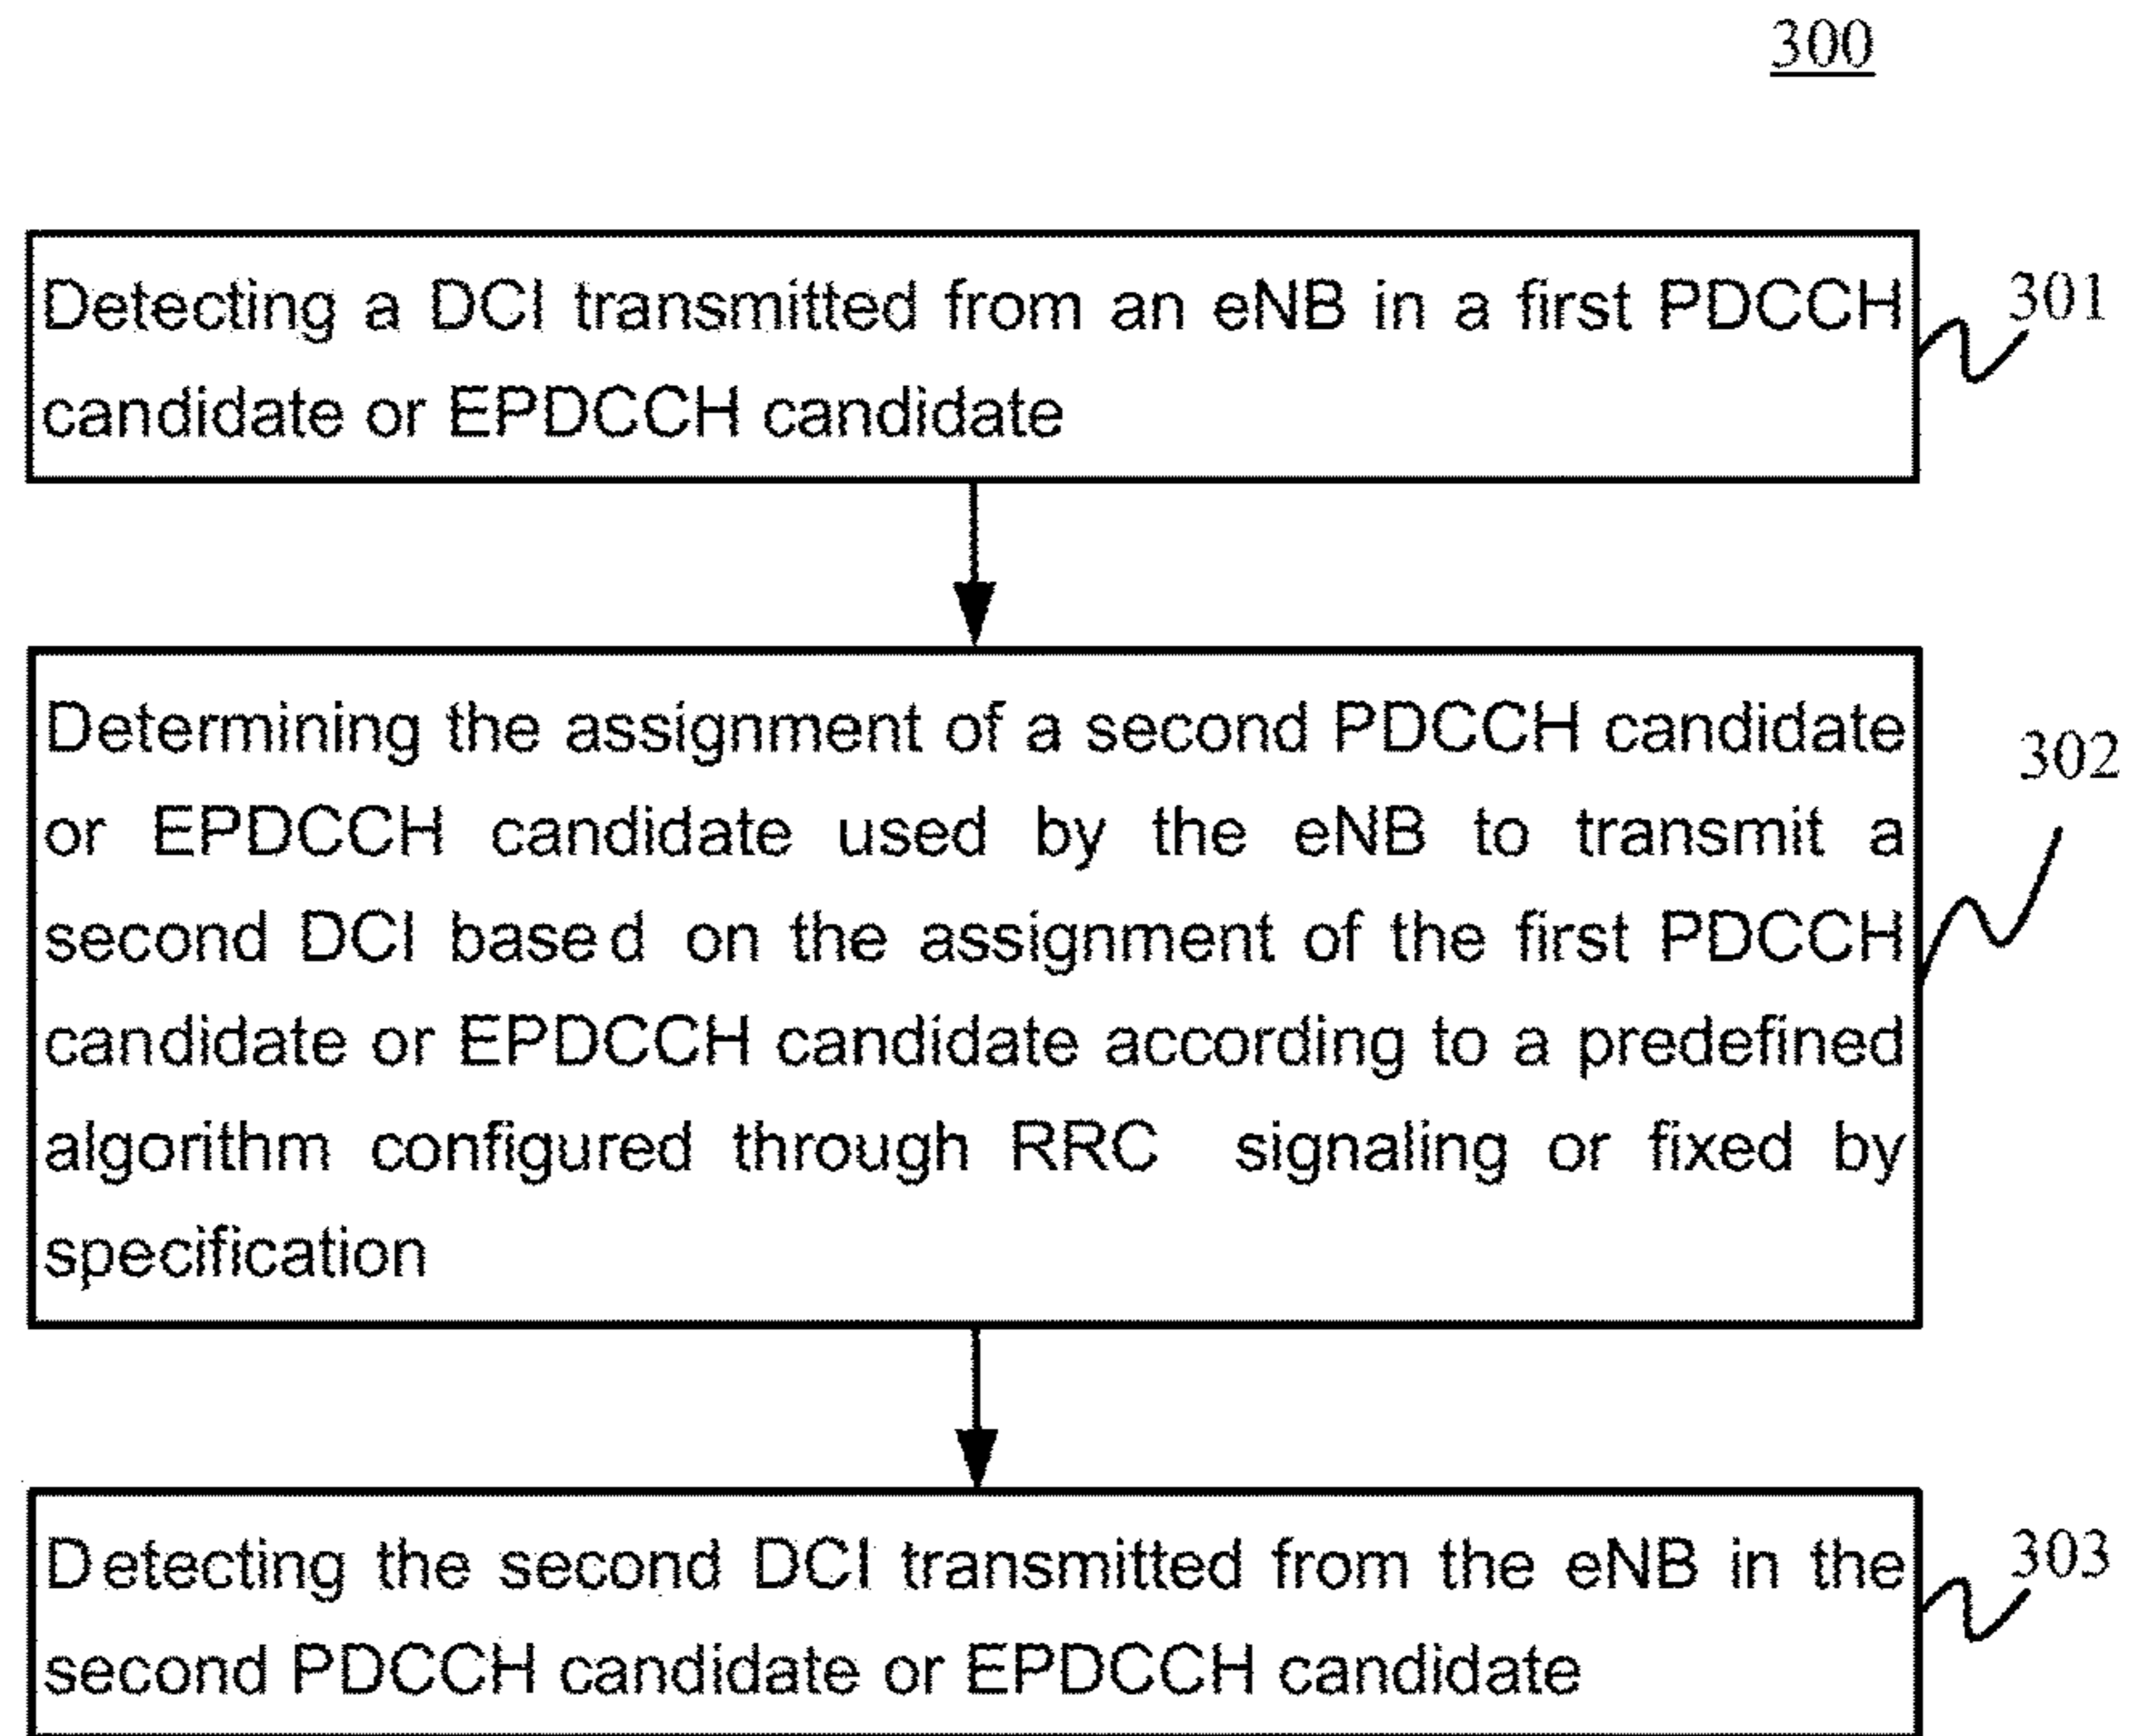 300
Detecting a DCI transmitted from an eNB in a first PDCCH
candidate or EPDCCH candidate
301
Determining the assignment of a second PDCCH candidate
or EPDCCH candidate used by the eNB to transmit a
second DCI based on the assignment of the first PDCCH
candidate or EPDCCH candidate according to a predefined
algorithm configured through RRC signaling or fixed by
specification
302
Detecting the second DCI transmitted from the eNB in the
second PDCCH candidate or EPDCCH candidate
303